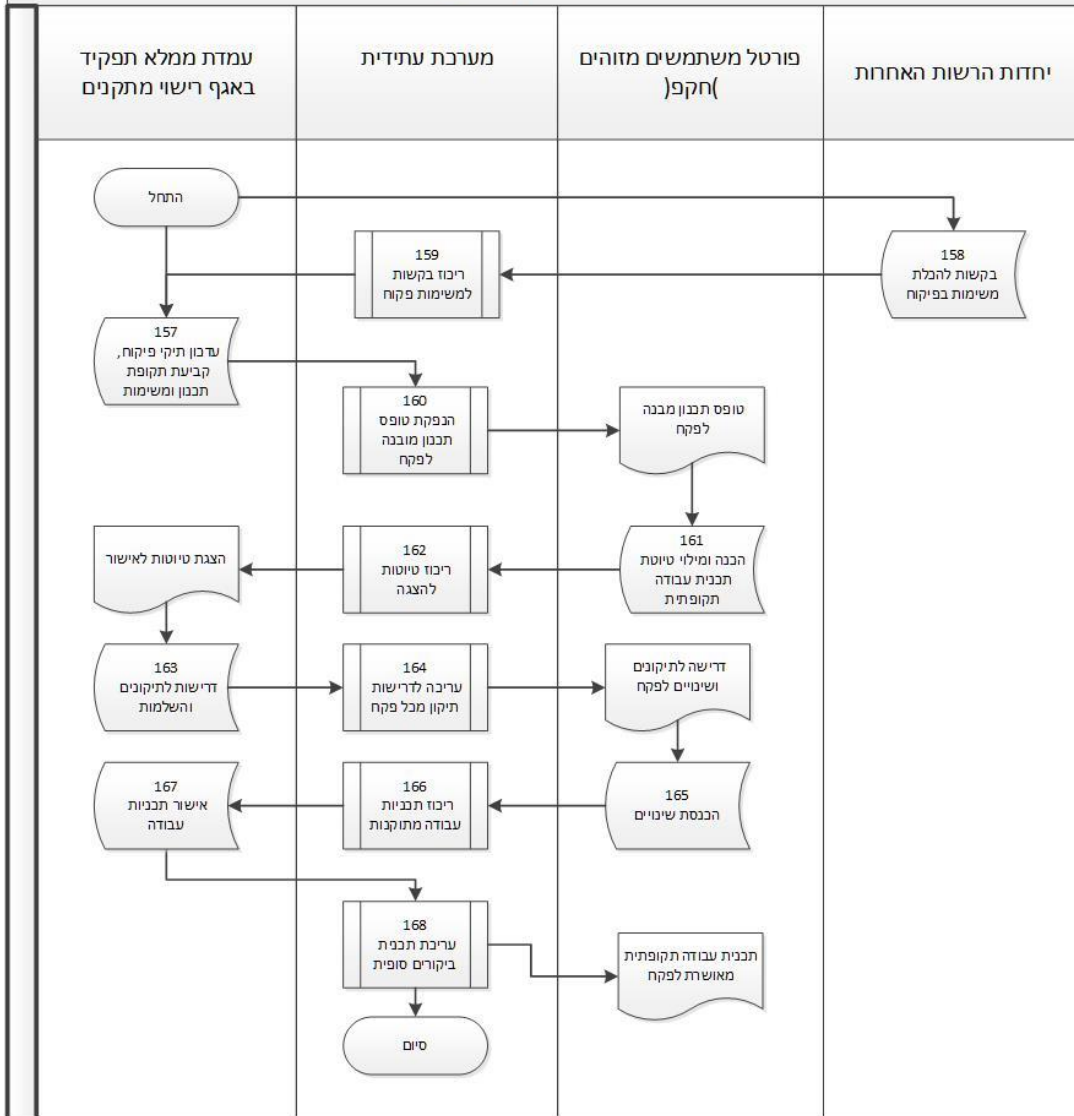 יחדות הרשות האחרות
פורטל משתמשים מזוהים
)חקפ(
מערכת עתידית
עמדת ממלא תפקיד
באגף רישוי מתקנים
התחל
158
בקשות להכלת
משימות בפיקוח
159
ריכוז בקשות
למשימות פקוח
157
עדכון תיקי פיקוח,
קביעת תקופת
תכנון ומשימות
160
הנפקת טופס
תכנון מובנה
לפקח
טופס תכנון מבנה
לפקח
161
הכנה ומילוי טיוטת
תכנית עבודה
תקופתית
162
ריכוז טיוטות
להצגה
הצגת טיוטות לאישור
163
דרישות לתיקונים
והשלמות
164
עריכה לדרישות
תיקון מכל פקח
דרישה לתיקונים
ושינויים לפקח
165
הכנסת שינויים
166
ריכוז תכניות
עבודה מתוקנות
167
אישור תכניות
עבודה
168
עריכת תכנית
ביקורים סופית
תכנית עבודה תקופתית
מאושרת לפקח
סיום